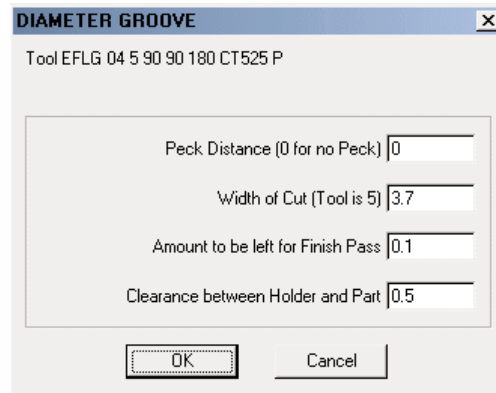 DIAMETER GROOVE
Tool EFLG 04 5 90 90 180 CT525 P
Peck Distance (0 for no Peck) 0
Width of Cut (Tool is 5) 3.7
Amount to be left for Finish Pass 0.1
Clearance between Holder and Part 0.5
OK Cancel